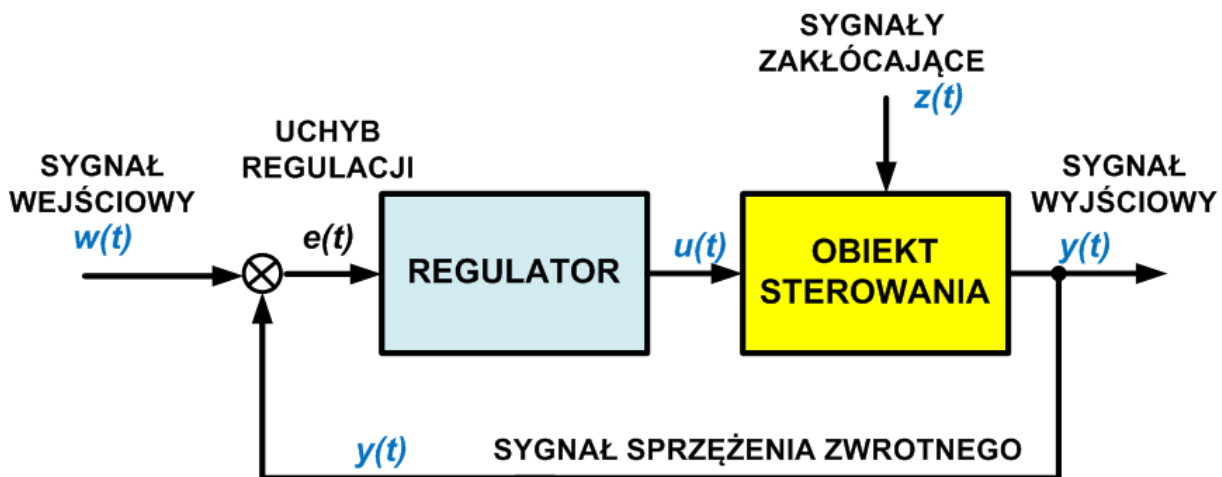 SYGNAŁY
ZAKŁÓCAJĄCE
z(t)
UCHYB
REGULACJI
SYGNAŁ
WEJŚCIOWY
w(t)
e(t)
REGULATOR
u(t)
OBIEKT
STEROWANIA
SYGNAŁ
WYJŚCIOWY
y(t)
y(t)
SYGNAŁ SPRZĘŻENIA ZWROTNEGO